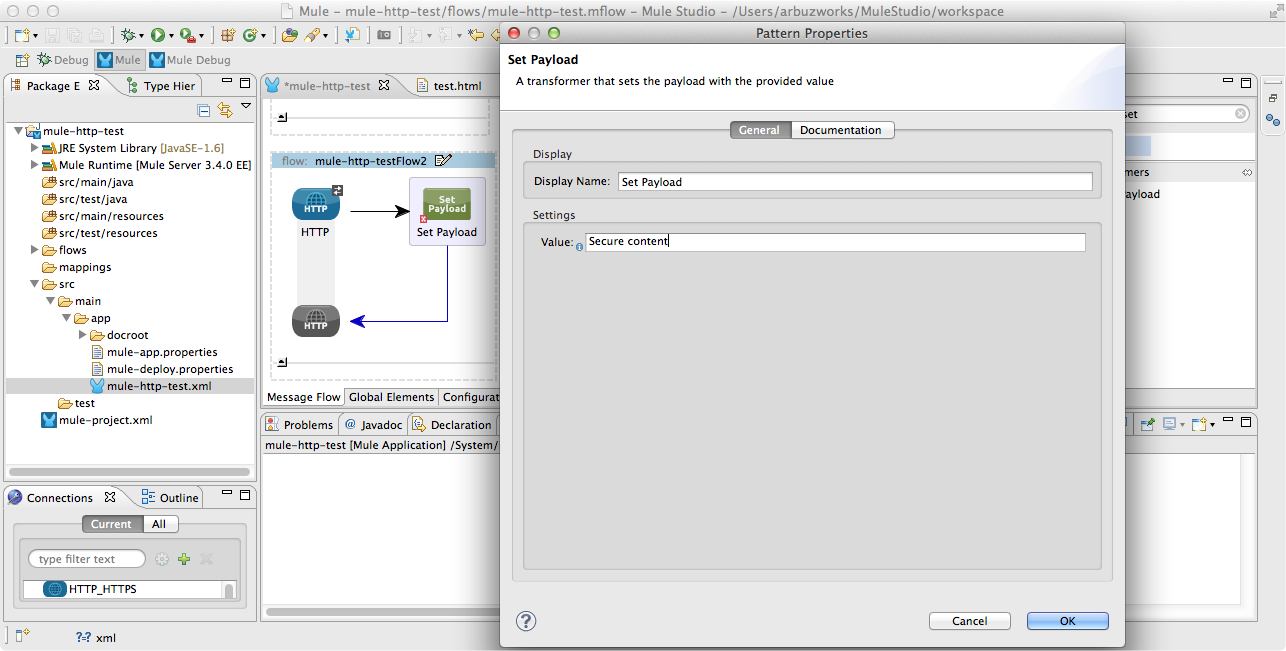 Mule – mule-http-test/flows/mule-http-test.mflow – Mule Studio – /Users/arbuzworks/MuleStudio/workspace
Debug
Mule
Mule Debug
Package E
Type Hier
mule-http-test
JRE System Library [JavaSE-1.6]
Mule Runtime [Mule Server 3.4.0 EE]
src/main/java
src/test/java
src/main/resources
src/test/resources
flows
mappings
src
main
app
docroot
mule-app.properties
mule-deploy.properties
mule-http-test.xml
test
mule-project.xml
Connections
Outline
Current
All
type filter text
HTTP_HTTPS
?-? xml
*mule-http-test
test.html
flow: mule-http-testFlow2
HTTP
HTTP
Set
Payload
Set Payload
HTTP
Message Flow
Global Elements
Configurat
Problems
@ Javadoc
Declaration
mule-http-test [Mule Application] /System/
Pattern Properties
Set Payload
A transformer that sets the payload with the provided value
General
Documentation
Display
Display Name:
Set Payload
Settings
Value:
Secure content
?
Cancel
OK
set
mers
ayload